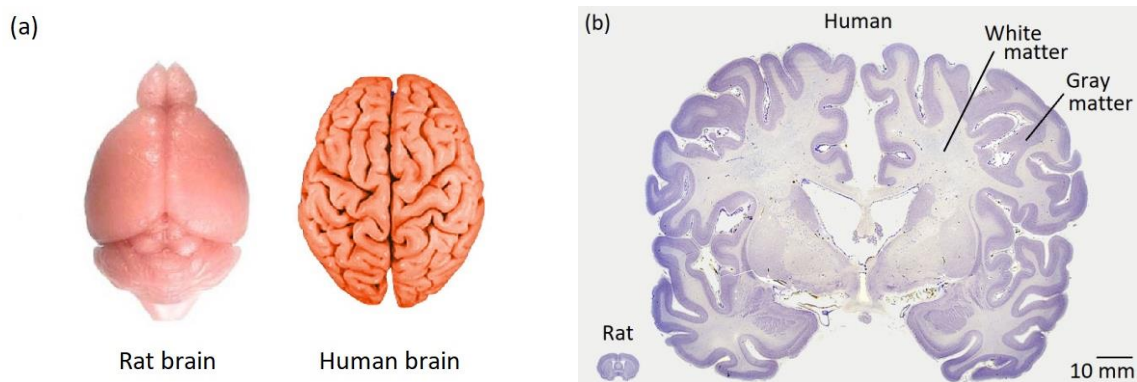 (a)
Rat brain
Human brain
(b)
Human
White
matter
Gray
matter
Rat
10 mm